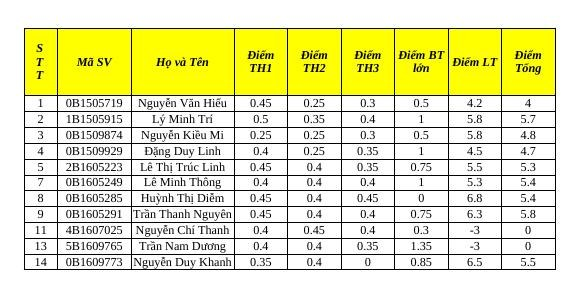 S T T Mã SV Họ và Tên Điểm TH1 Điểm TH2 Điểm TH3 Điểm BT lớn Điểm LT Điểm Tổng
1 0B1505719 Nguyễn Văn Hiếu 0.45 0.25 0.3 0.5 4.2 4
2 1B1505915 Lý Minh Trí 0.5 0.35 0.4 1 5.8 5.7
3 0B1509874 Nguyễn Kiều Mi 0.25 0.25 0.3 0.5 5.8 4.8
4 0B1509929 Đặng Duy Linh 0.4 0.25 0.35 1 4.5 4.7
5 2B1605223 Lê Thị Trúc Linh 0.45 0.4 0.35 0.75 5.5 5.3
7 0B1605249 Lê Minh Thông 0.4 0.4 0.4 1 5.3 5.4
8 0B1605285 Huỳnh Thị Diễm 0.45 0.4 0.45 0 6.8 5.4
9 0B1605291 Trần Thanh Nguyên 0.45 0.4 0.4 0.75 6.3 5.8
11 4B1607025 Nguyễn Chí Thanh 0.4 0.45 0.4 0.3 -3 0
13 5B1609765 Trần Nam Dương 0.4 0.4 0.35 1.35 -3 0
14 0B1609773 Nguyễn Duy Khanh 0.35 0.4 0 0.85 6.5 5.5